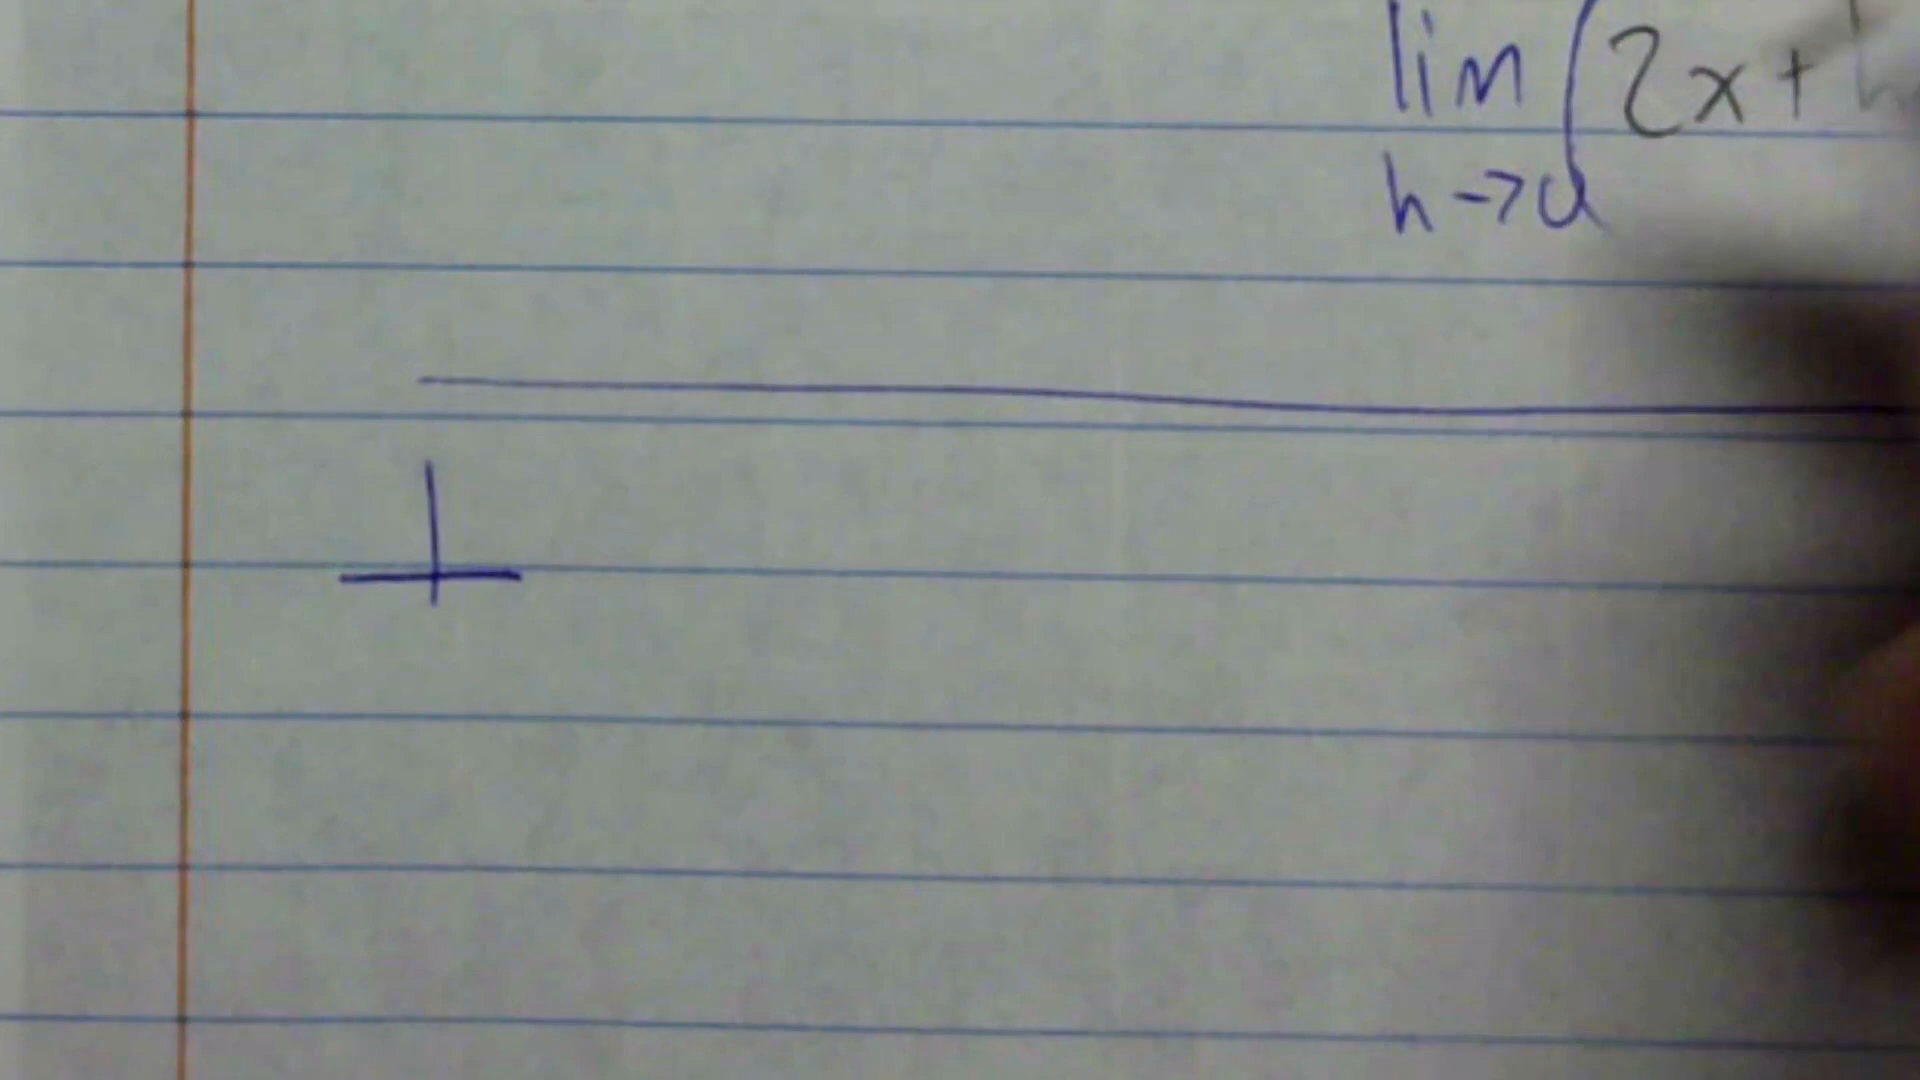 lim (2x +
h → 0